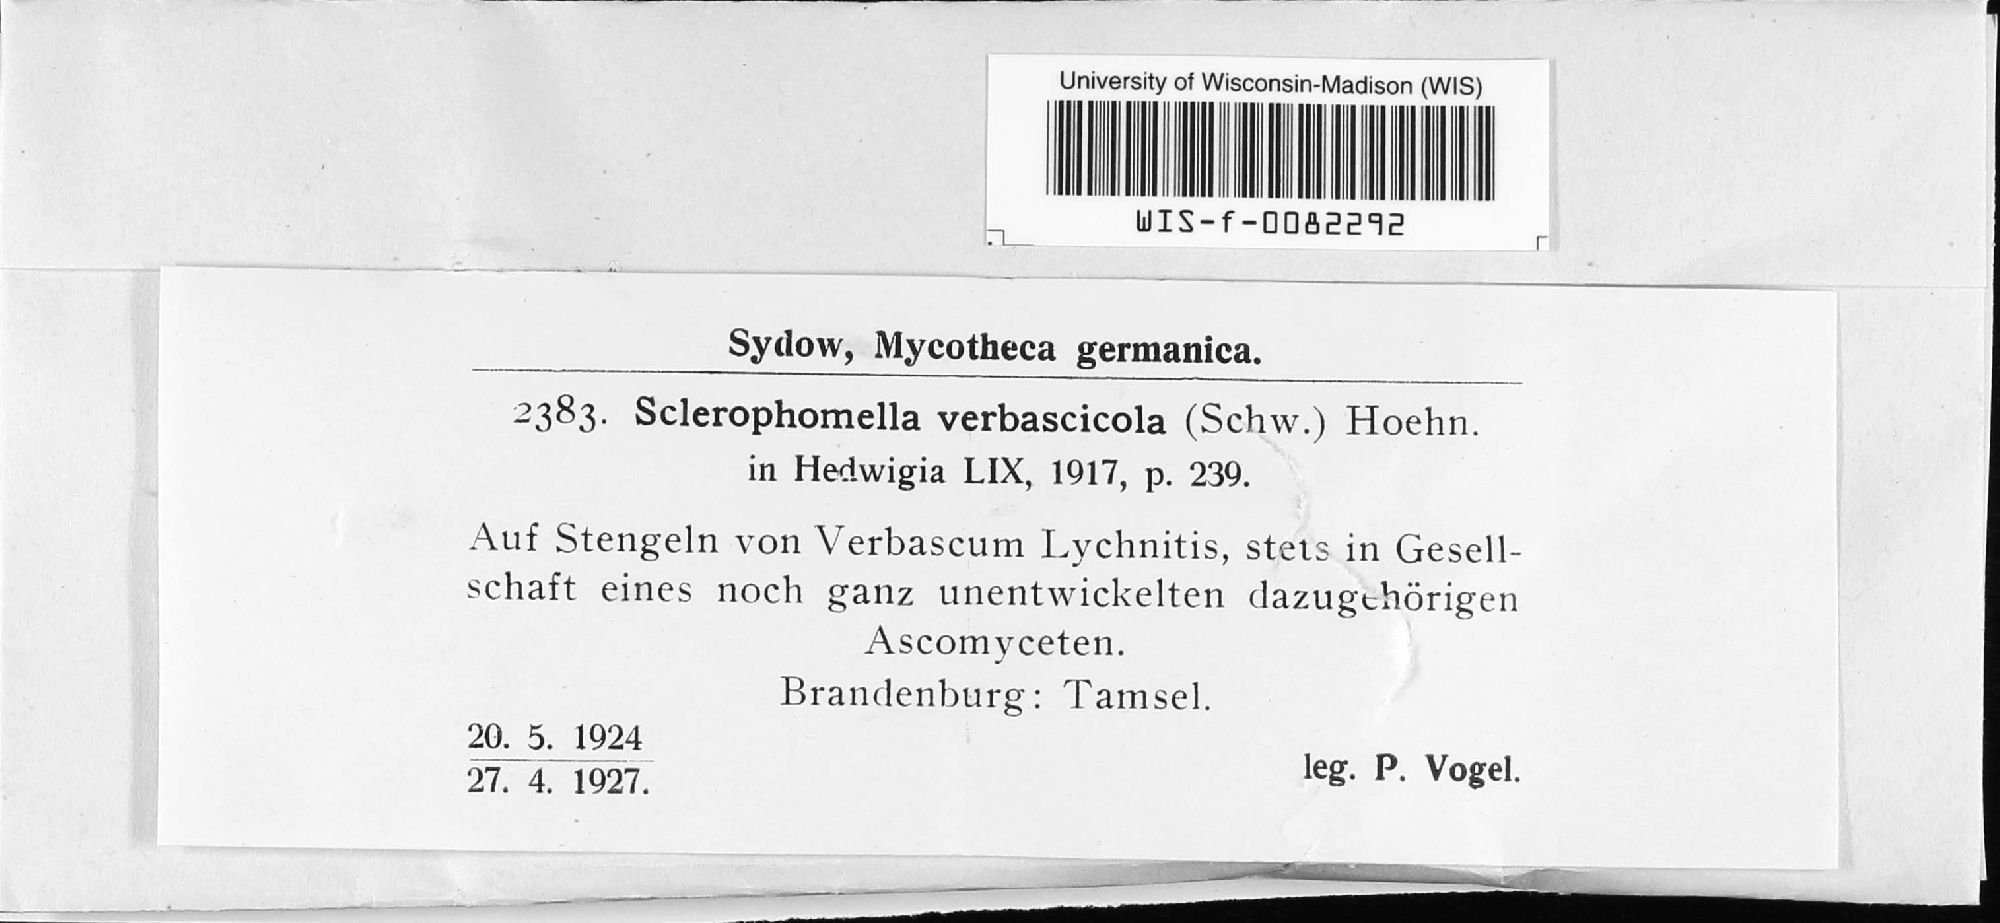 University of Wisconsin-Madison (WIS)
WIS-f-0082292
Sydow, Mycotheca germanica.
2383. Sclerophomella verbascicola (Schw.) Hoehn.
in Hedwigia LIX, 1917, p. 239.
Auf Stengeln von Verbascum Lychnitis, stets in Gesell-
schaft eines noch ganz unentwickelten dazugehörigen
Ascomyceten.
Brandenburg: Tamsel.
20. 5. 1924
27. 4. 1927.
leg. P. Vogel.